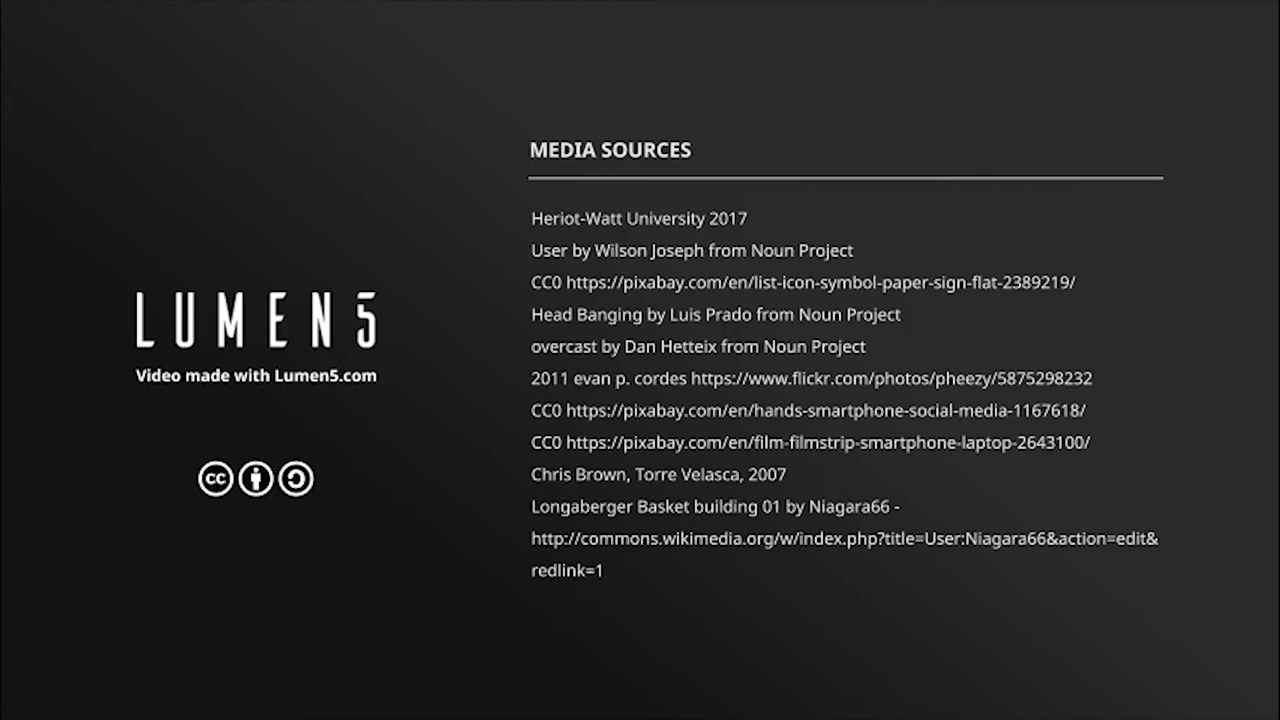 LUMEN5
Video made with Lumen5.com
cc
MEDIA SOURCES
Heriot-Watt University 2017
User by Wilson Joseph from Noun Project
CC0 https://pixabay.com/en/list-icon-symbol-paper-sign-flat-2389219/
Head Banging by Luis Prado from Noun Project
overcast by Dan Hetteix from Noun Project
2011 evan p. cordes https://www.flickr.com/photos/pheezy/5875298232
CC0 https://pixabay.com/en/hands-smartphone-social-media-1167618/
CC0 https://pixabay.com/en/film-filmstrip-smartphone-laptop-2643100/
Chris Brown, Torre Velasca, 2007
Longaberger Basket building 01 by Niagara66 -
http://commons.wikimedia.org/w/index.php?title=User:Niagara66&action=edit&
redlink=1